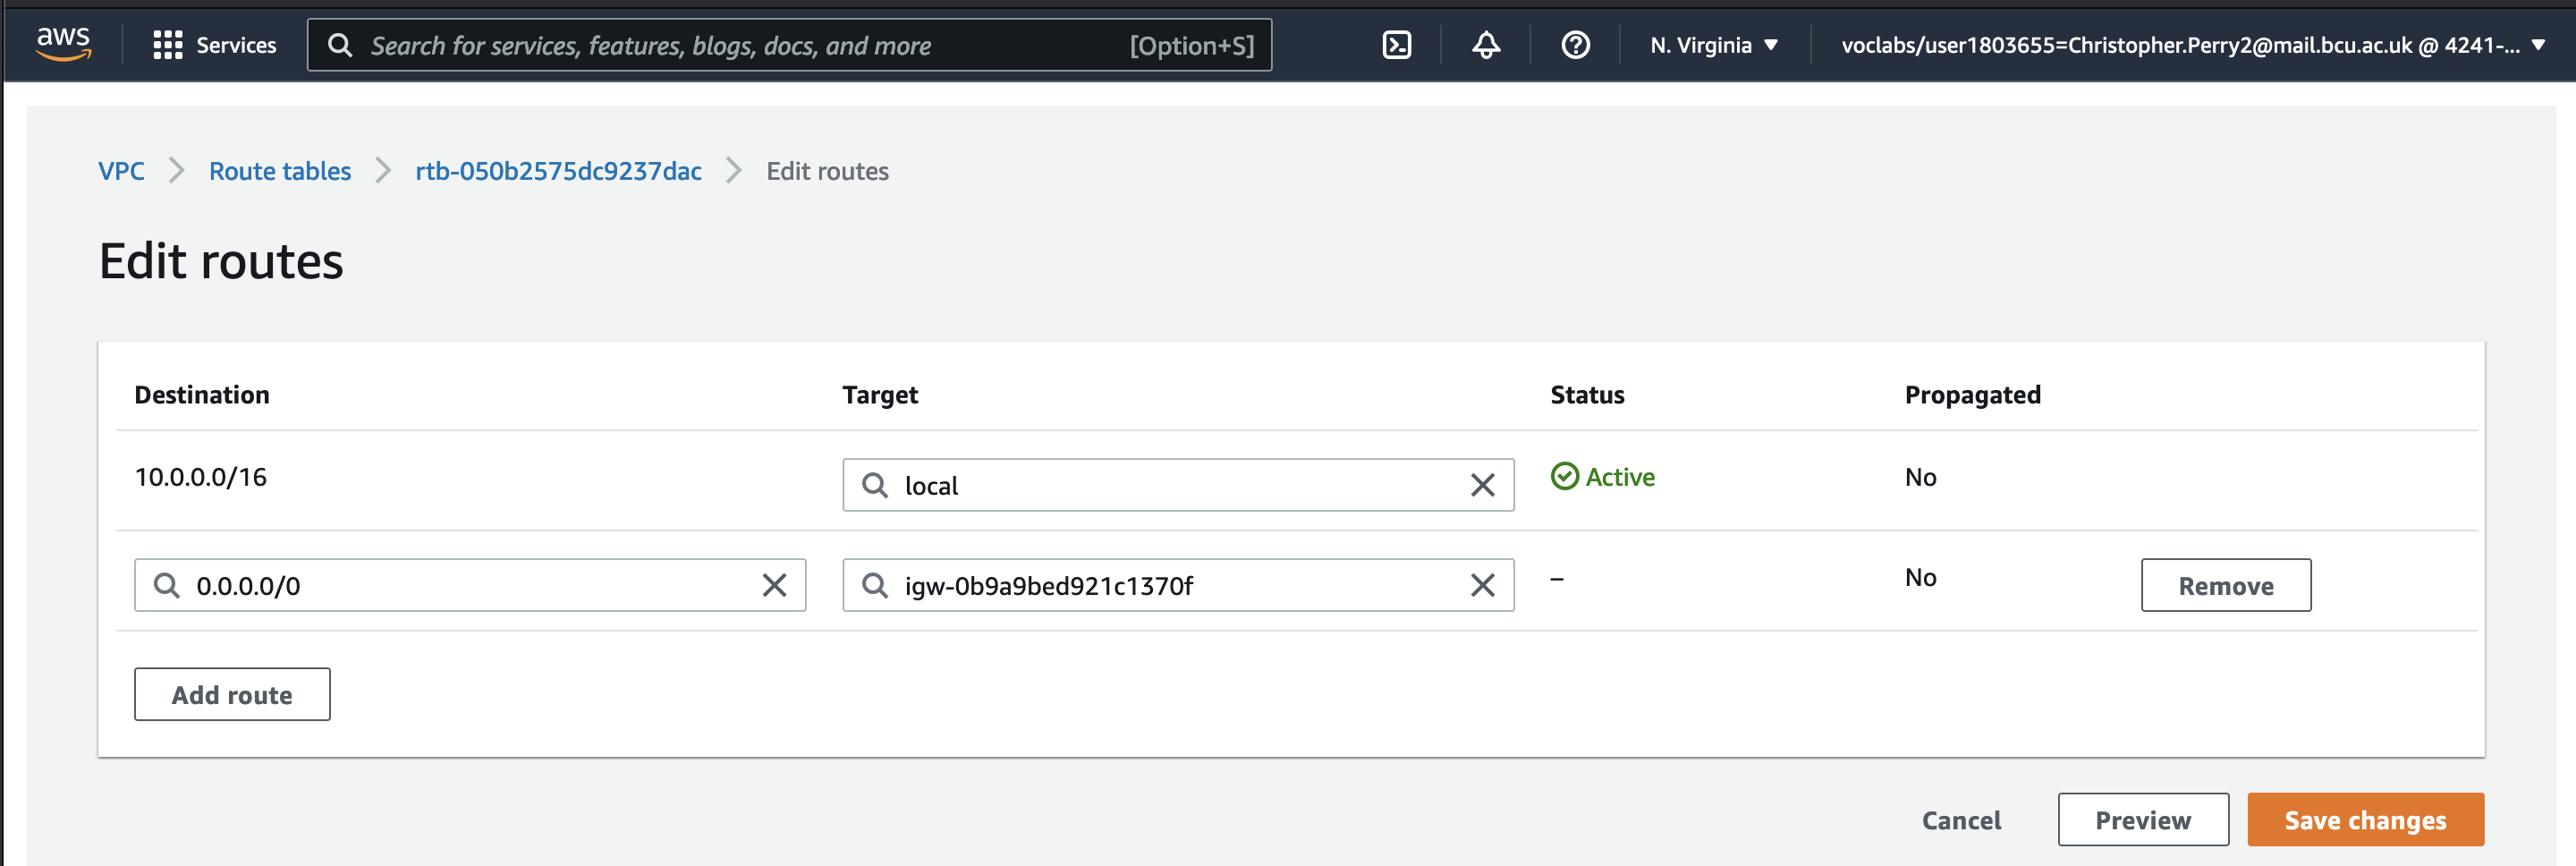 aws Services Search for services, features, blogs, docs, and more [Option+S] N. Virginia voclabs/user1803655=Christopher.Perry2@mail.bcu.ac.uk @ 4241-...
VPC Route tables rtb-050b2575dc9237dac Edit routes
Edit routes
Destination Target Status Propagated
10.0.0.0/16 local Active No
0.0.0.0/0 igw-0b9a9bed921c1370f – No Remove
Add route
Cancel Preview Save changes